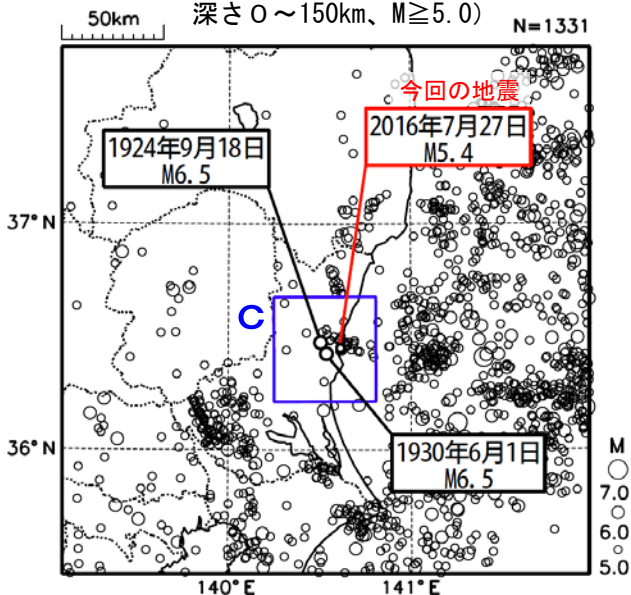 50km
深さ0～150km、M≧5.0)
N=1331
今回の地震
2016年7月27日
M5.4
1924年9月18日
M6.5
37°N
C
36°N
1930年6月1日
M6.5
M
7.0
6.0
5.0
140°E
141°E